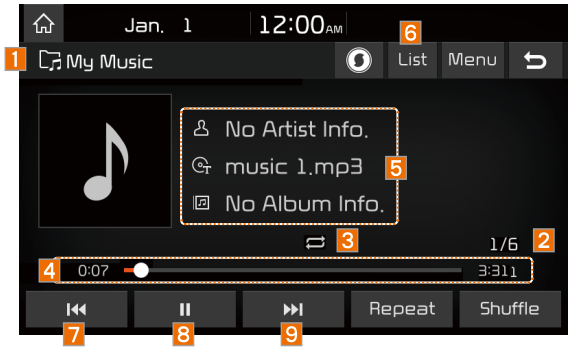 Jan. 1 12:00AM
1 My Music List 6 Menu
No Artist Info.
music 1.mp3 5
No Album Info.
3 1/6 2
4 0:07 3:311
Repeat Shuffle
7 8 9